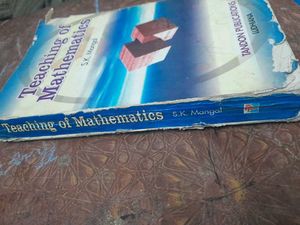 Teaching of
Mathematics
S.K. Mangal
TANDON PUBLICATIONS
LUDHIANA
Teaching of Mathematics S.K. Mangal